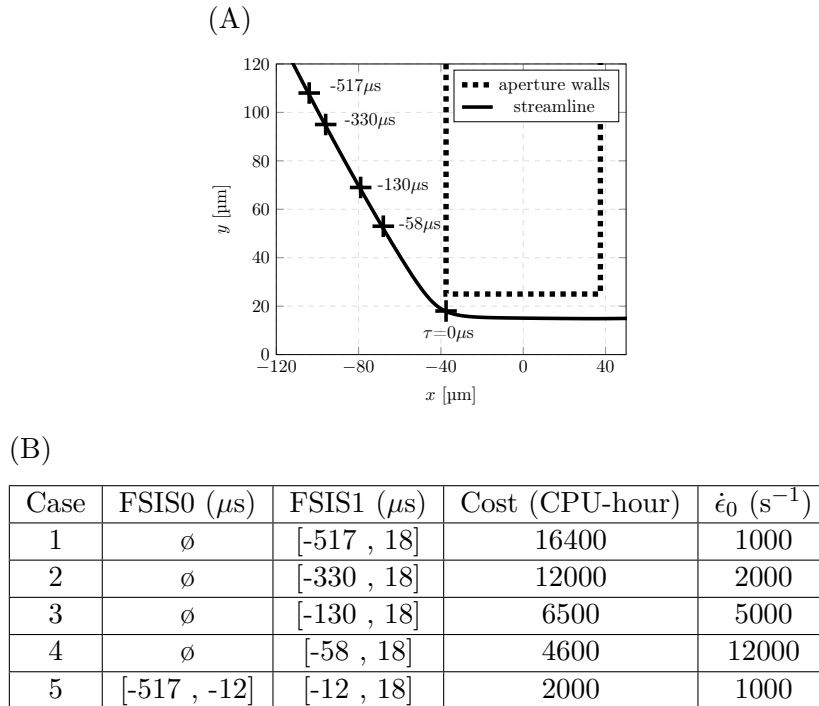 (A)
120
100
80
60
40
20
0
y [µm]
-517µs
-330µs
-130µs
-58µs
τ=0µs
aperture walls
streamline
−120 −80 −40 0 40
x [µm]
(B)
Case FSIS0 (µs) FSIS1 (µs) Cost (CPU-hour) ϵ̇₀ (s⁻¹)
1 ø [-517 , 18] 16400 1000
2 ø [-330 , 18] 12000 2000
3 ø [-130 , 18] 6500 5000
4 ø [-58 , 18] 4600 12000
5 [-517 , -12] [-12 , 18] 2000 1000